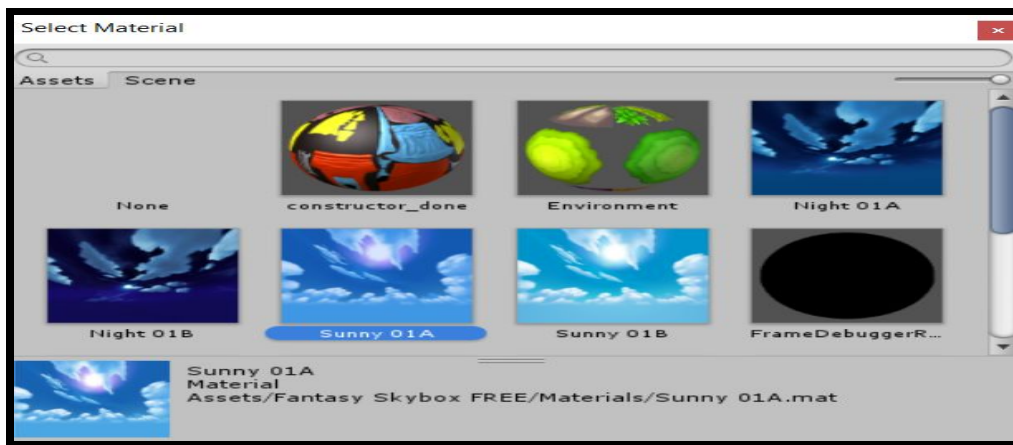 Select Material
Assets Scene
None constructor_done Environment Night 01A
Night 01B Sunny 01A Sunny 01B FrameDebuggerR...
Sunny 01A
Material
Assets/Fantasy Skybox FREE/Materials/Sunny 01A.mat